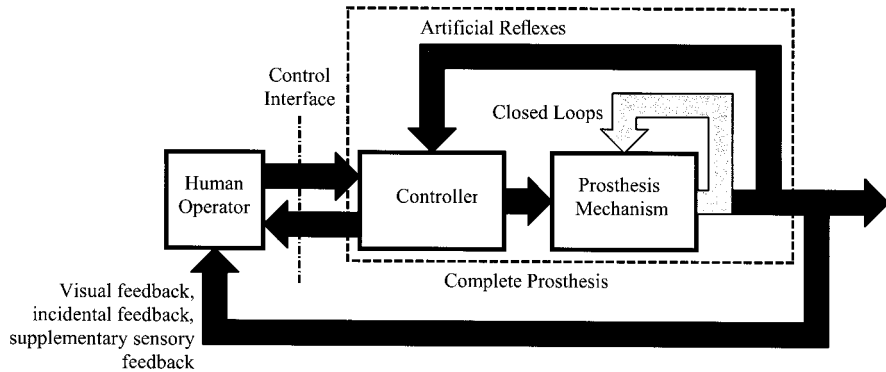 Artificial Reflexes
Control
Interface
Closed Loops
Human
Operator
Controller
Prosthesis
Mechanism
Complete Prosthesis
Visual feedback,
incidental feedback,
supplementary sensory
feedback